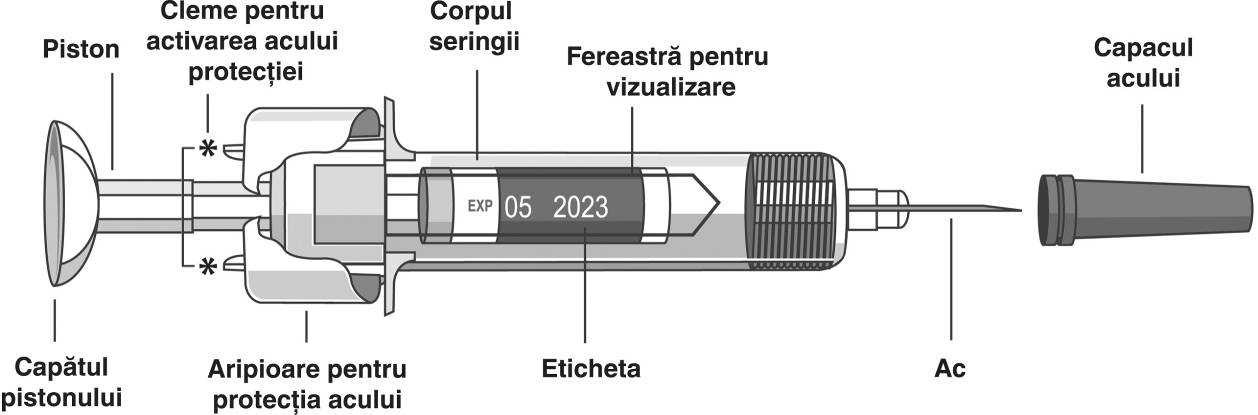 Piston
Cleme pentru
activarea acului
protecției
Corpul
seringii
Fereastră pentru
vizualizare
Capacul
acului
*
EXP 05 2023
*
Capătul
pistonului
Aripioare pentru
protecția acului
Eticheta
Ac